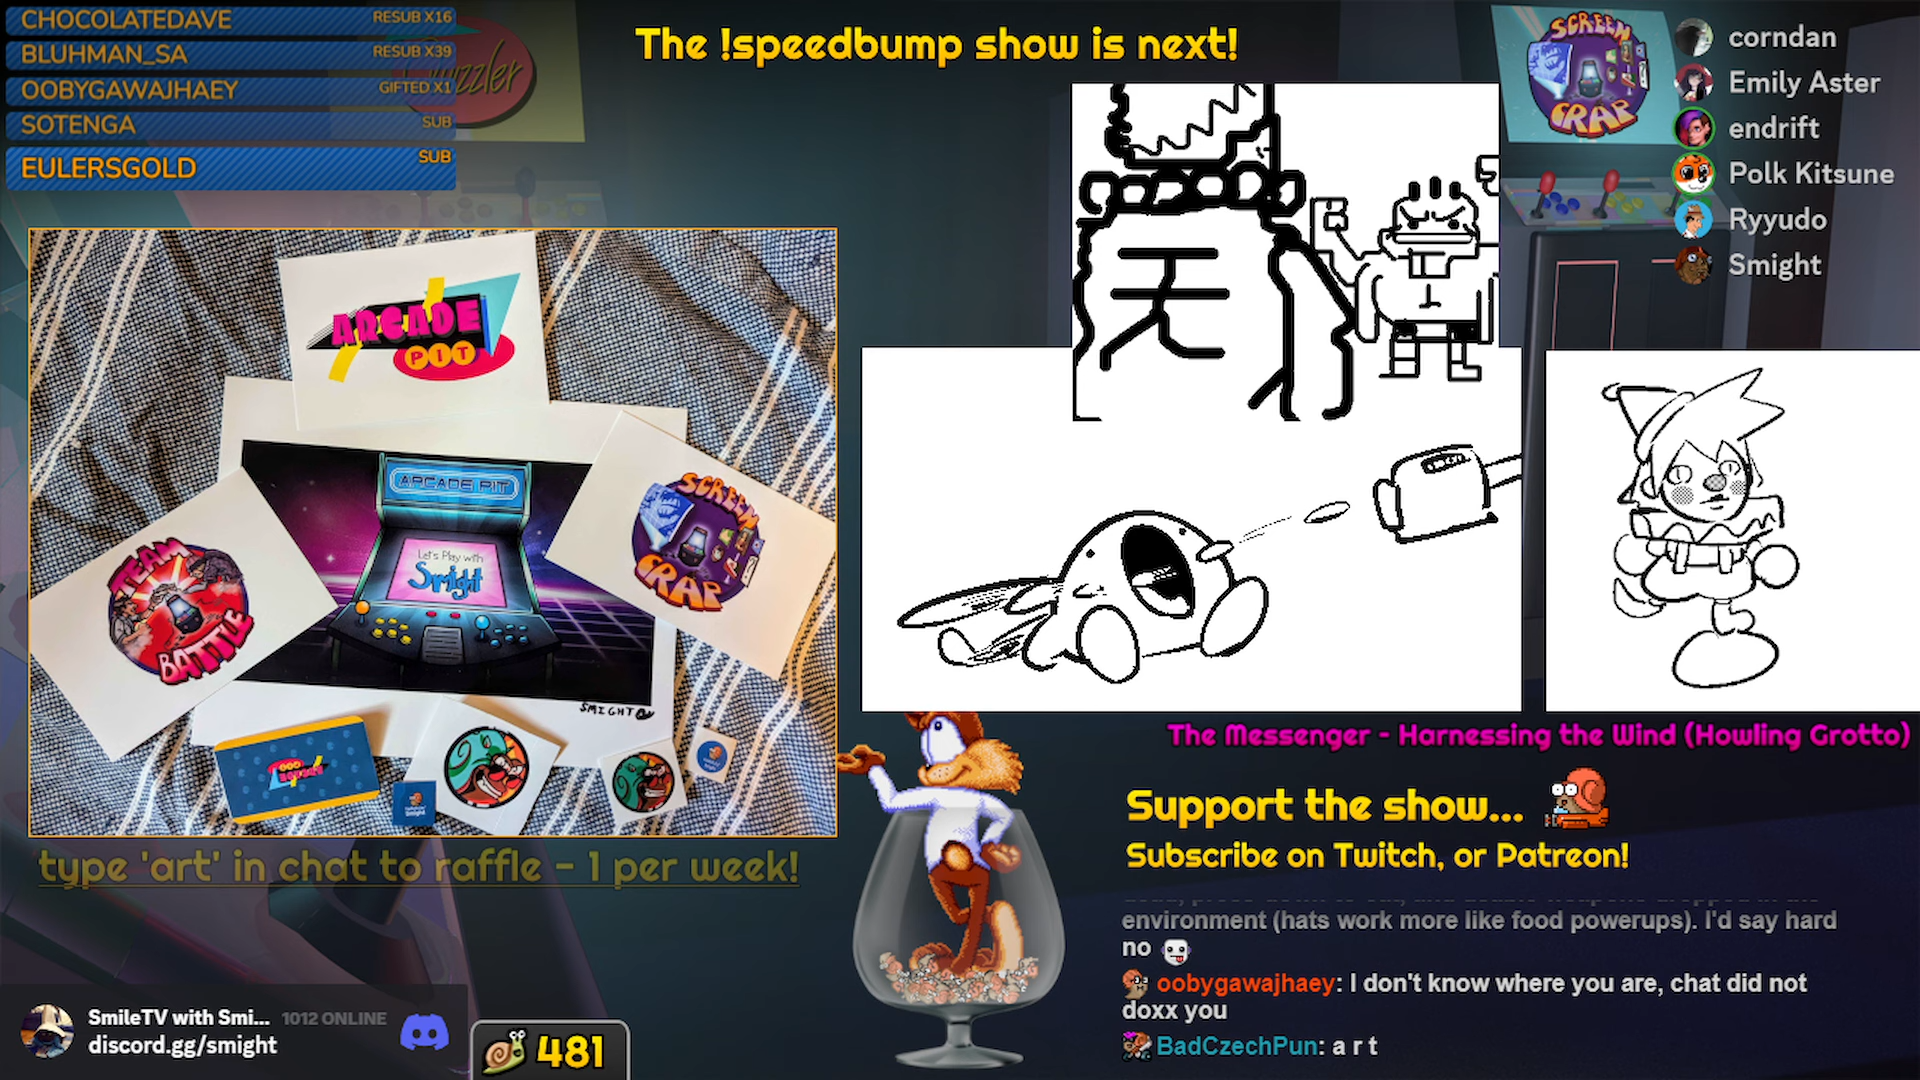 CHOCOLATEDAVE RESUB X16
BLUHMAN_SA RESUB X39
OOBYGAWAJHAEY GIFTED X1
SOTENGA SUB
EULERSGOLD SUB
The !speedbump show is next!
SCREEN
CRAP
corndan
Emily Aster
endrift
Polk Kitsune
Ryyudo
Smight
天
ARCADE
PIT
ARCADE PIT
Let's Play with
Smight
TEAM
BATTLE
SCREEN
CRAP
SMIGHT
type 'art' in chat to raffle - 1 per week!
The Messenger - Harnessing the Wind (Howling Grotto)
Support the show...
Subscribe on Twitch, or Patreon!
environment (hats work more like food powerups). I'd say hard
no
oobygawajhaey: I don't know where you are, chat did not
doxx you
BadCzechPun: a r t
SmileTV with Smi... 1012 ONLINE
discord.gg/smight
481